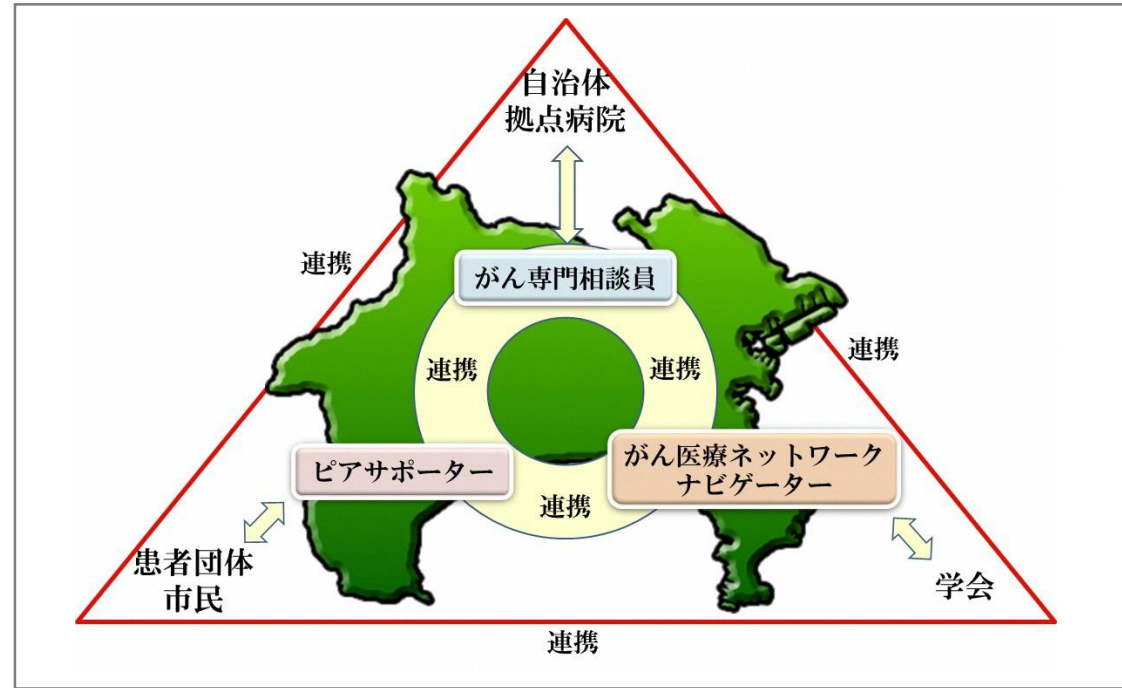 自治体
拠点病院
連携
がん専門相談員
連携
連携
連携
ピアサポーター
がん医療ネットワーク
ナビゲーター
連携
患者団体
市民
学会
連携